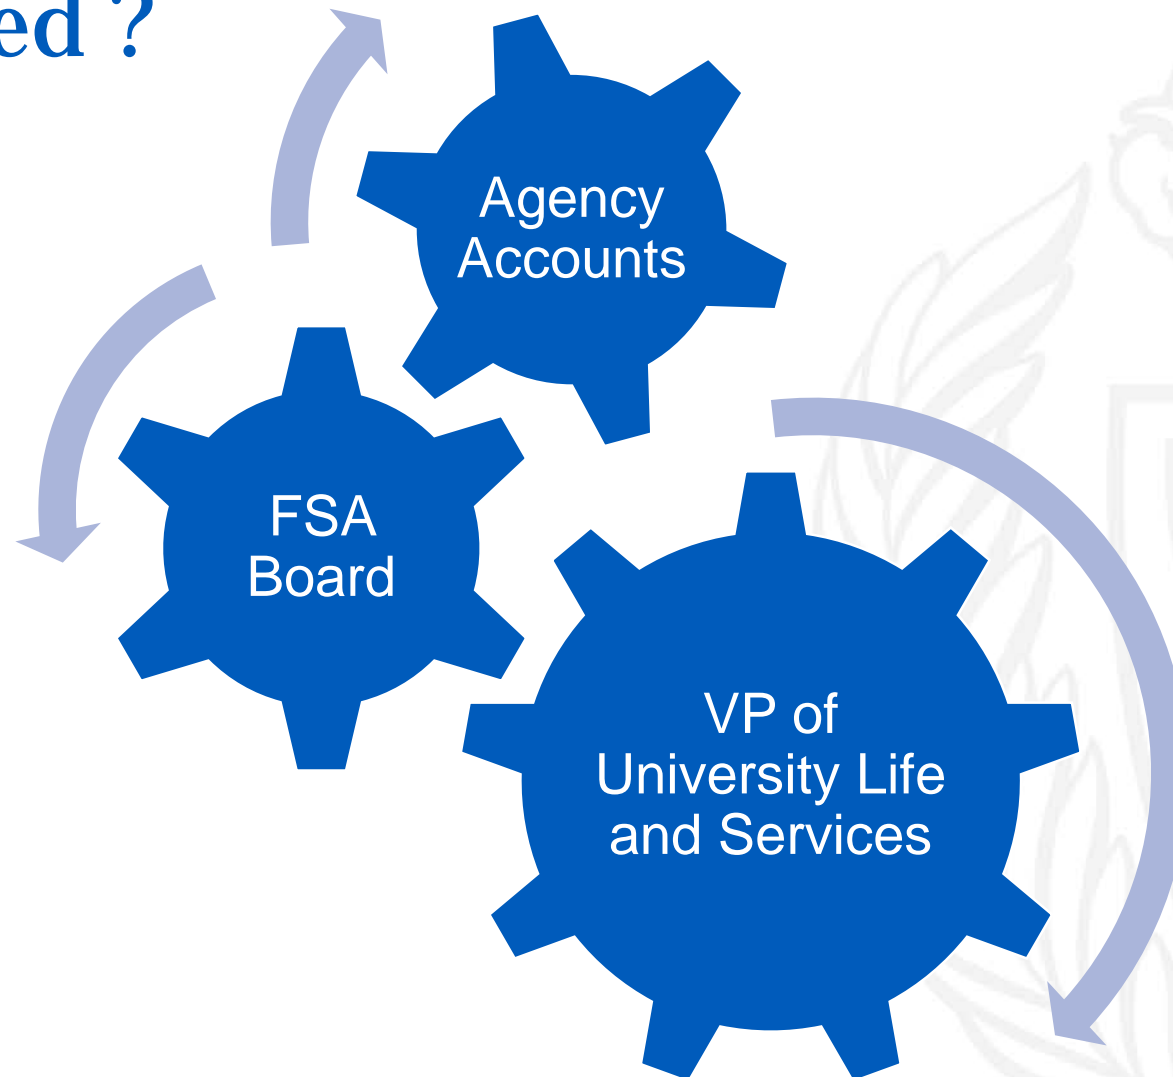 ed ?
Agency
Accounts
FSA
Board
VP of
University Life
and Services